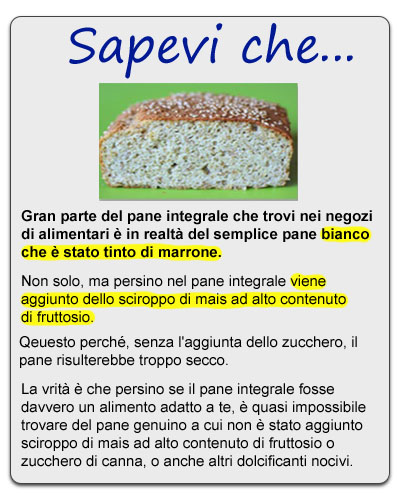 Sapevi che...
Gran parte del pane integrale che trovi nei negozi
di alimentari è in realtà del semplice pane bianco
che è stato tinto di marrone.
Non solo, ma persino nel pane integrale viene
aggiunto dello sciroppo di mais ad alto contenuto
di fruttosio.
Qeuesto perché, senza l'aggiunta dello zucchero, il
pane risulterebbe troppo secco.
La vrità è che persino se il pane integrale fosse
davvero un alimento adatto a te, è quasi impossibile
trovare del pane genuino a cui non è stato aggiunto
sciroppo di mais ad alto contenuto di fruttosio o
zucchero di canna, o anche altri dolcificanti nocivi.